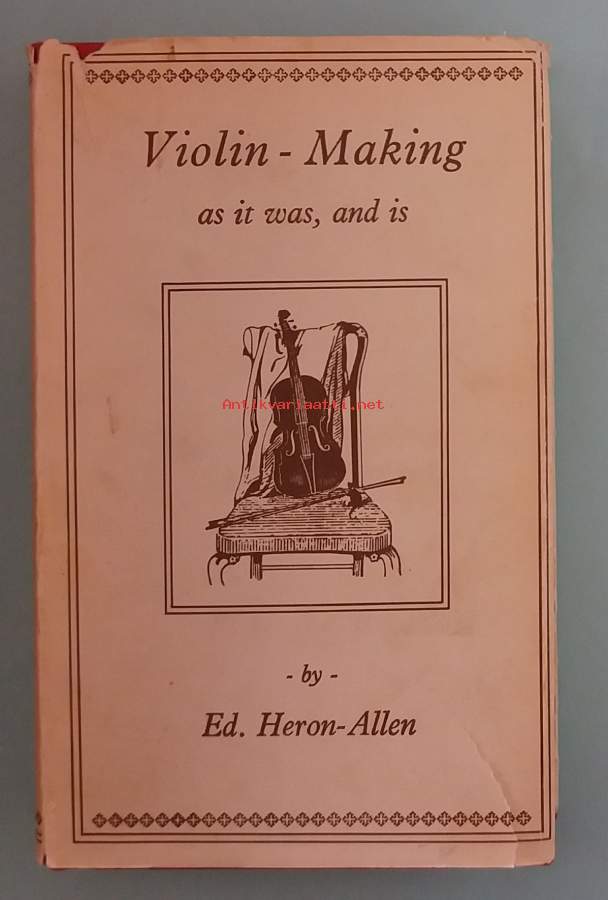 Violin - Making
as it was, and is
Antikvariaatti.net
- by -
Ed. Heron-Allen